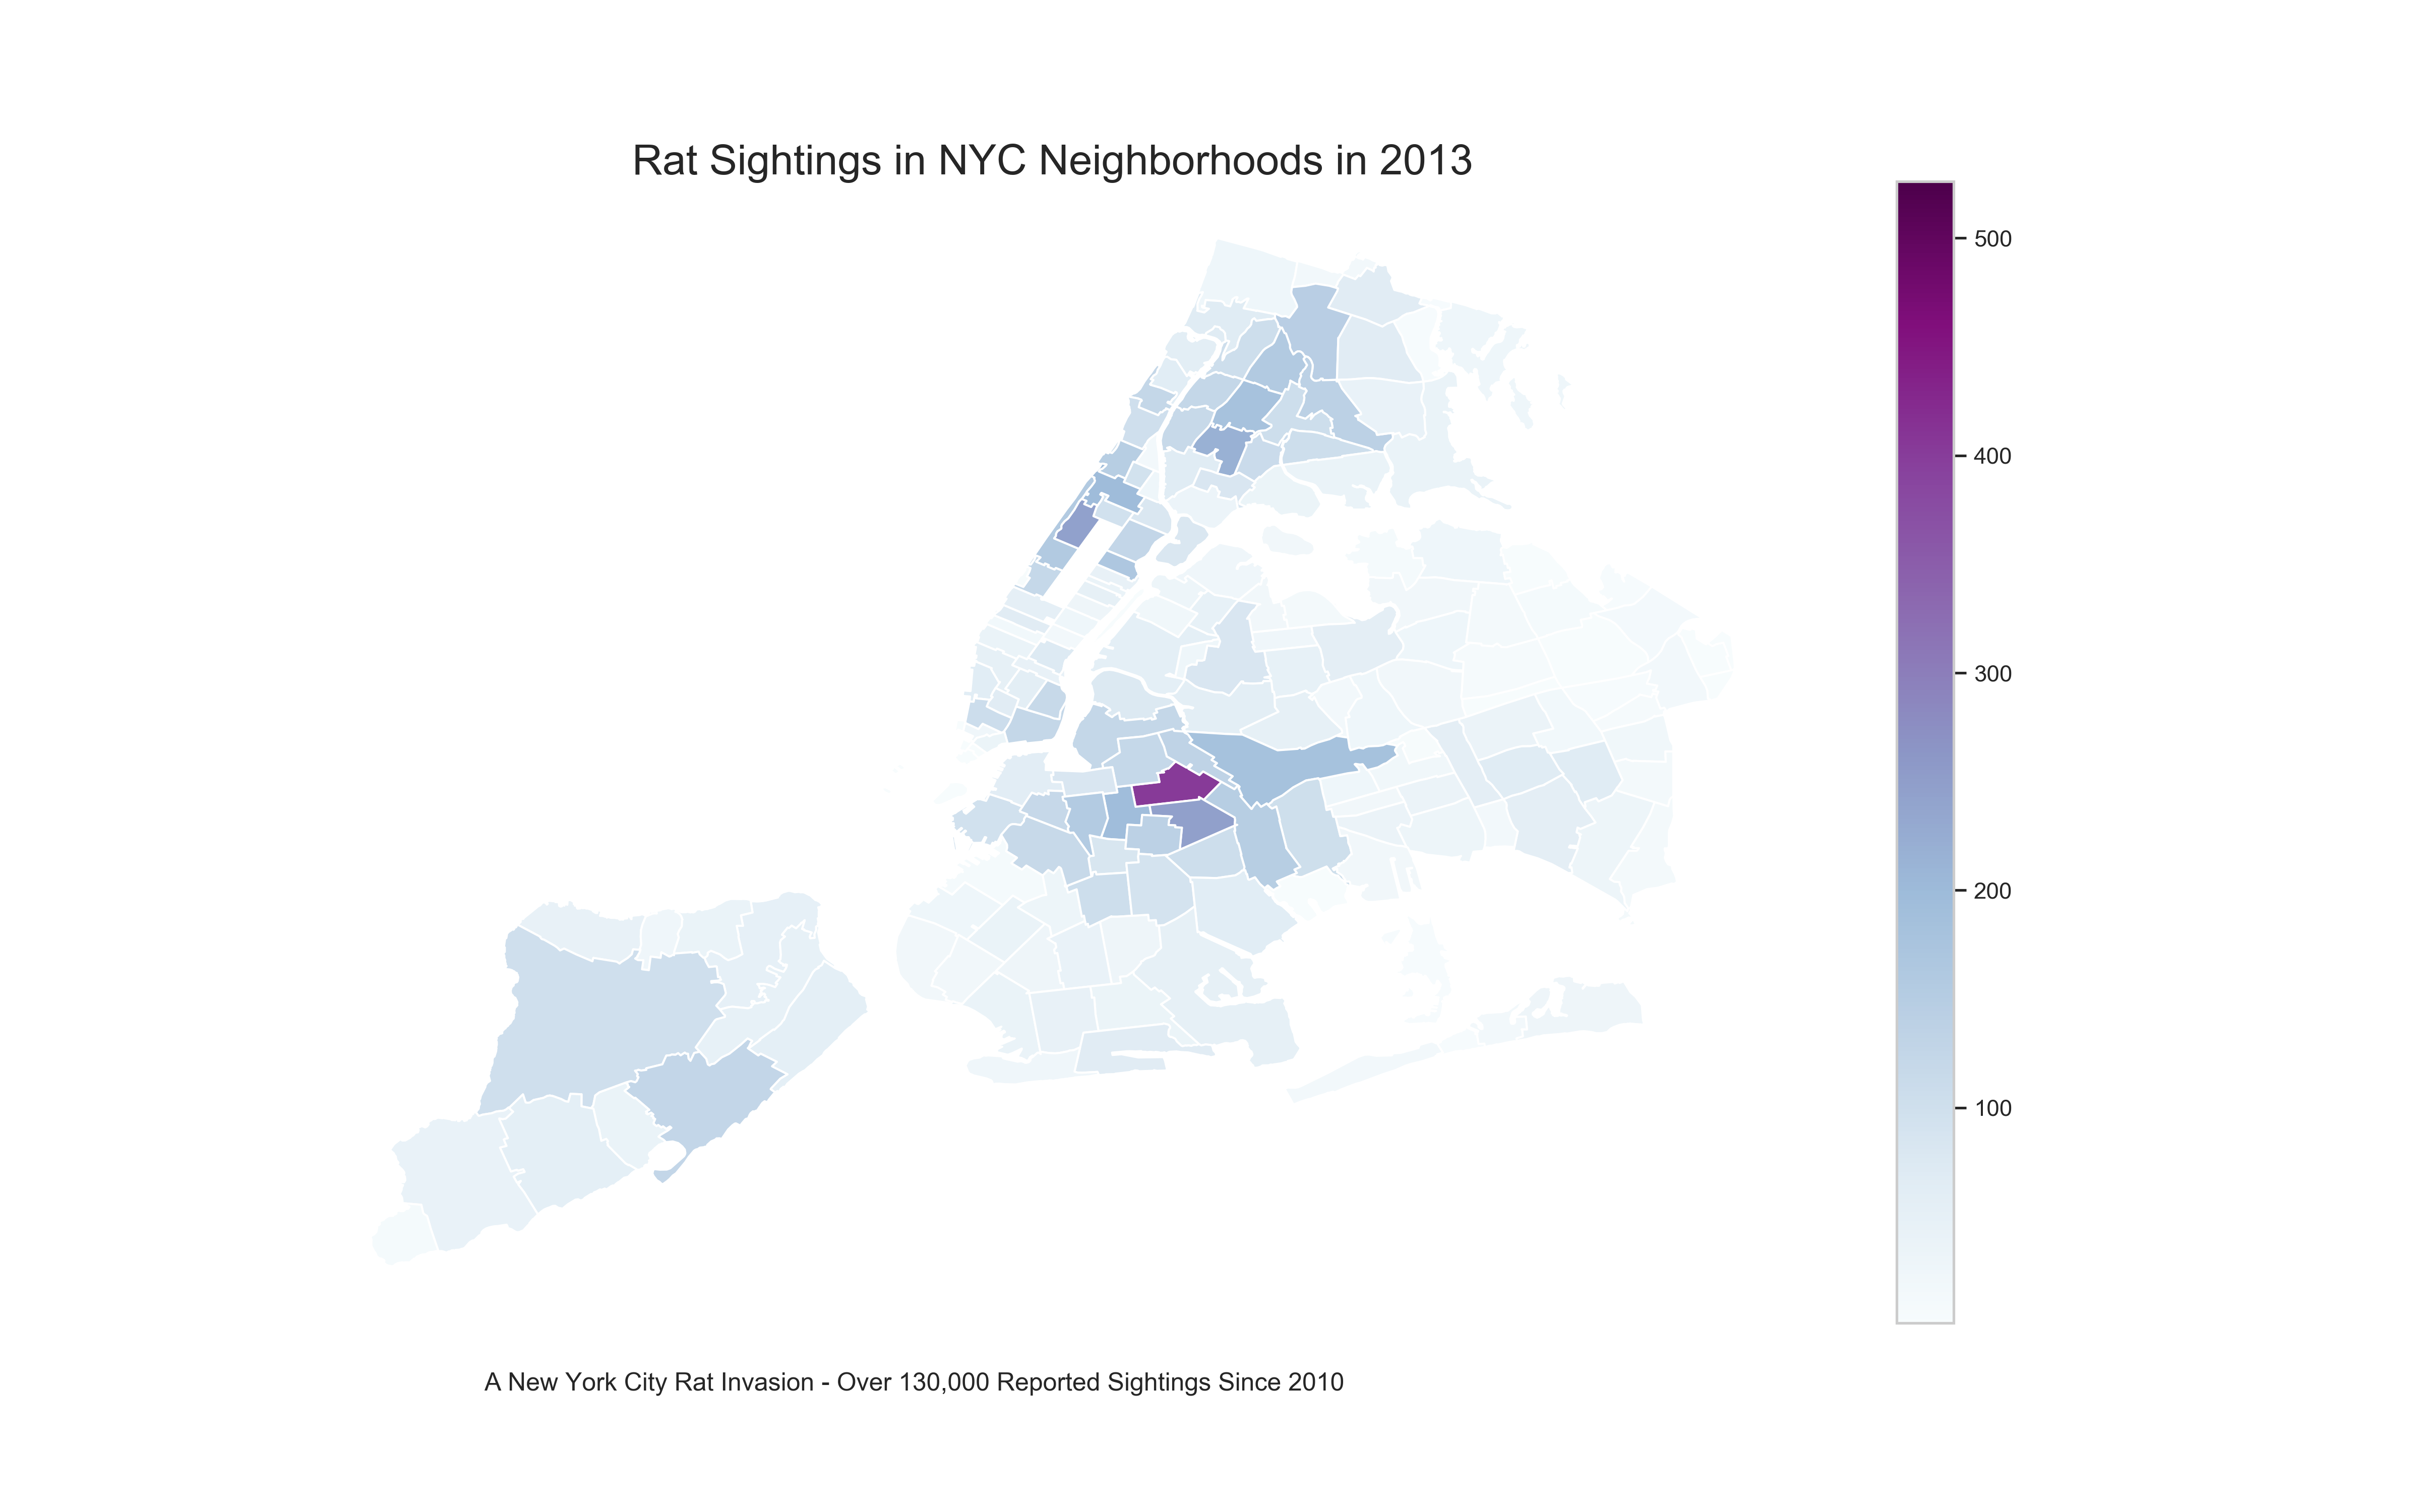 Rat Sightings in NYC Neighborhoods in 2013
500
400
300
200
100
A New York City Rat Invasion - Over 130,000 Reported Sightings Since 2010